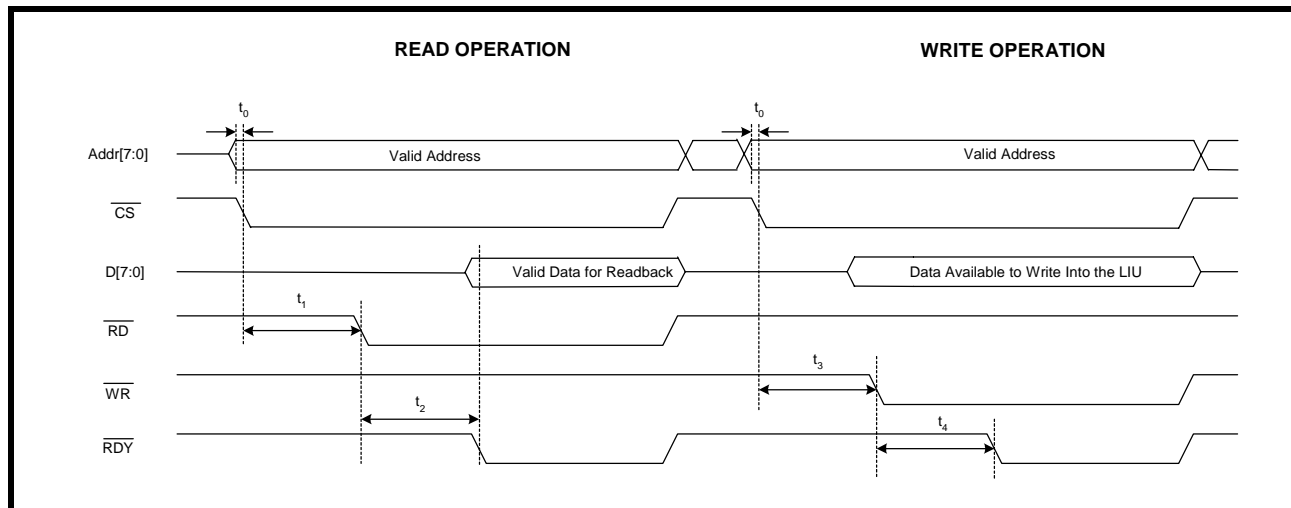 READ OPERATION
WRITE OPERATION
t0
t0
Addr[7:0]
Valid Address
Valid Address
CS
D[7:0]
Valid Data for Readback
Data Available to Write Into the LIU
t1
RD
t3
WR
t2
t4
RDY